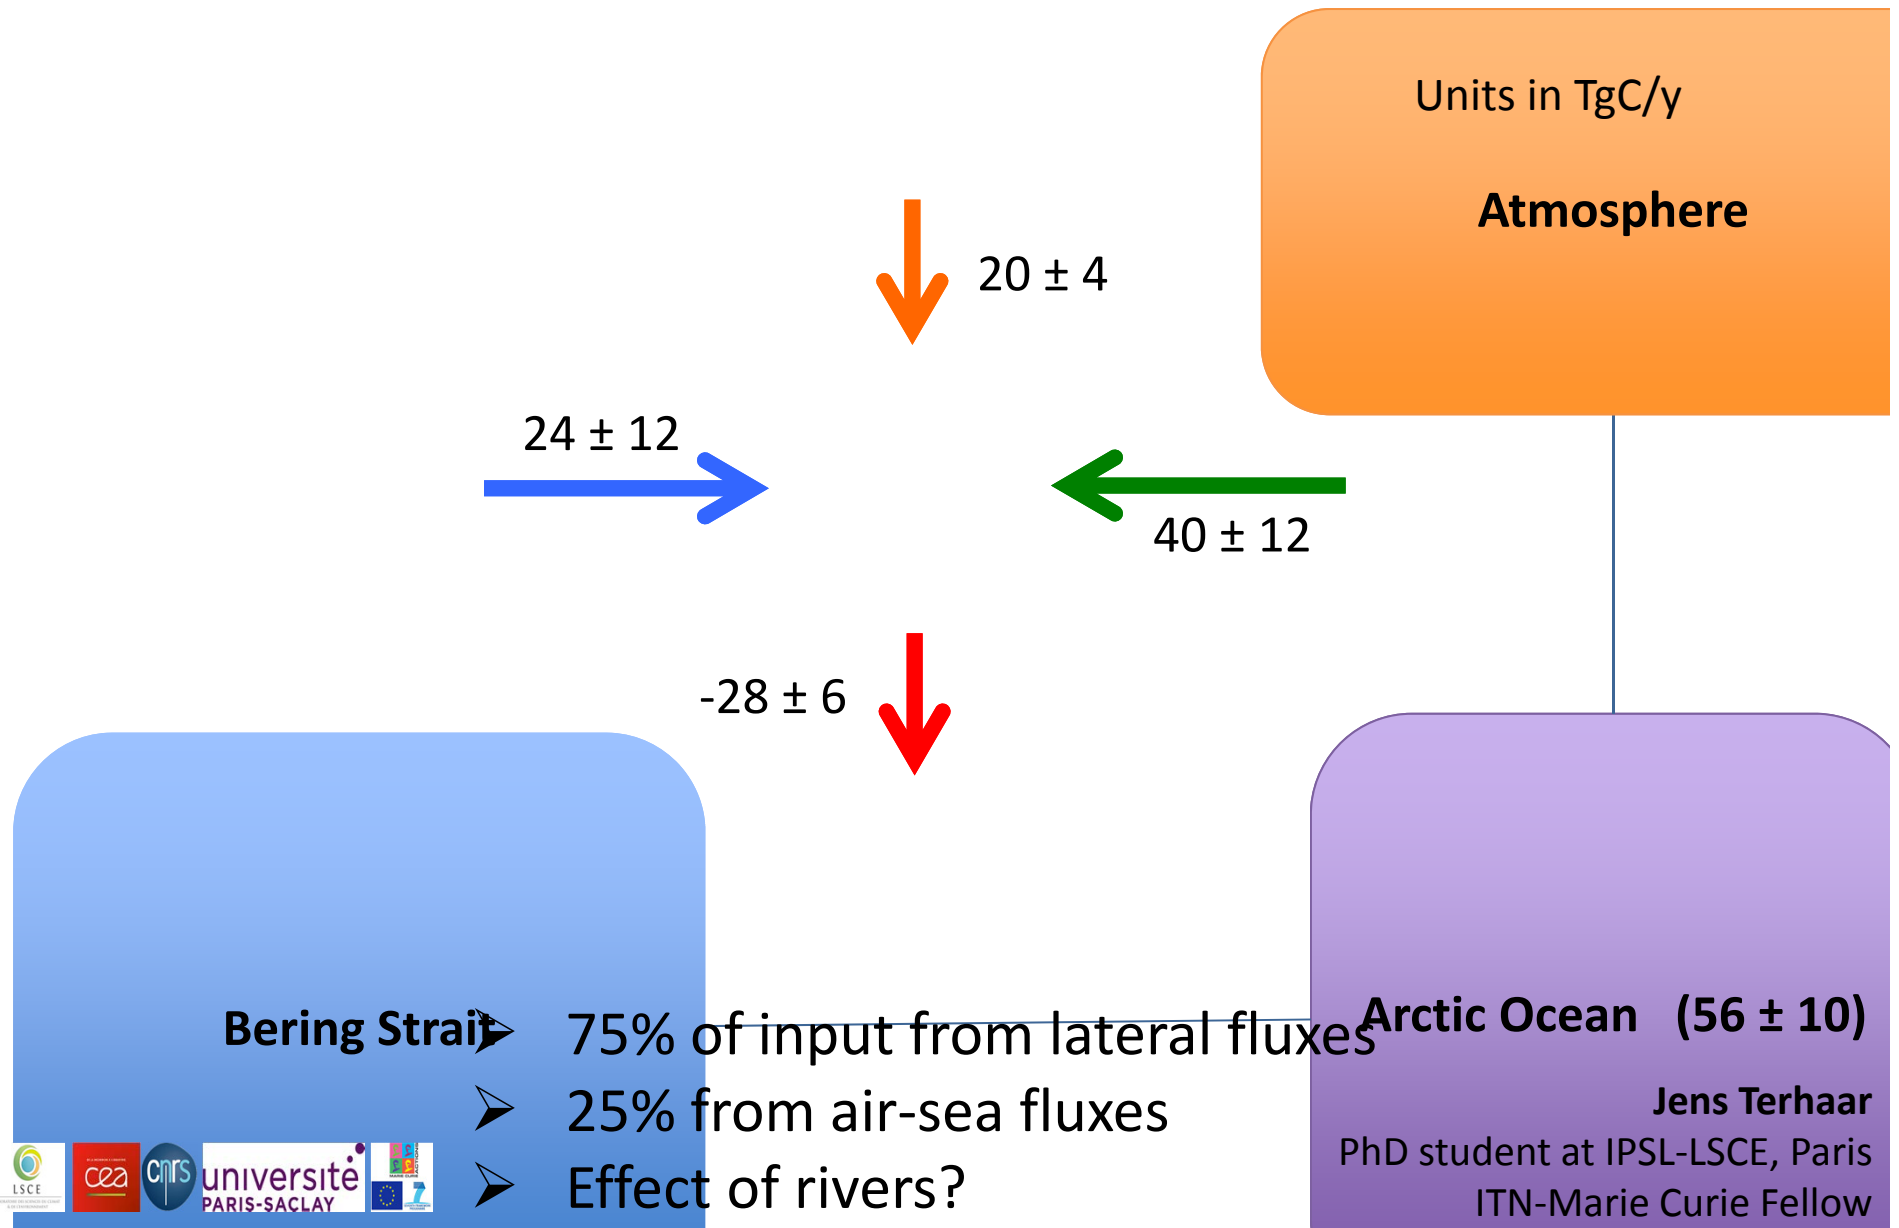 Units in TgC/y
Atmosphere
20 ± 4
24 ± 12
40 ± 12
-28 ± 6
Bering Strait
Arctic Ocean (56 ± 10)
➢ 75% of input from lateral fluxes
➢ 25% from air-sea fluxes
➢ Effect of rivers?
Jens Terhaar
PhD student at IPSL-LSCE, Paris
ITN-Marie Curie Fellow
LSCE
cea
cnrs
université
PARIS-SACLAY